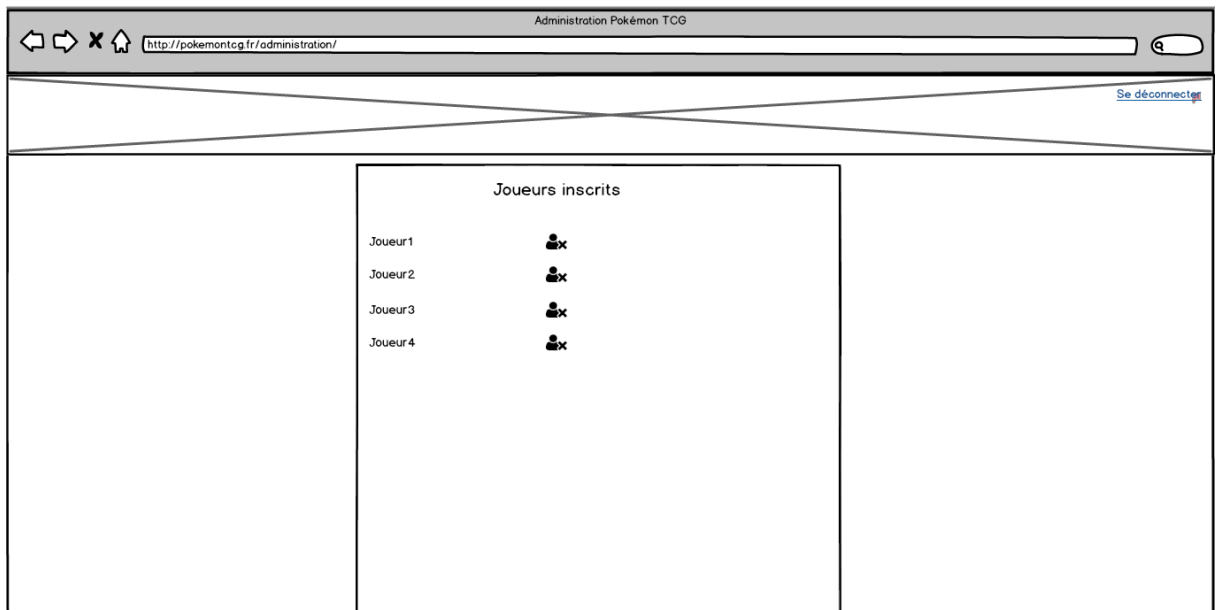 Administration Pokémon TCG
http://pokemontcg.fr/administration/
Se déconnecter
Joueurs inscrits
Joueur1
Joueur2
Joueur3
Joueur4